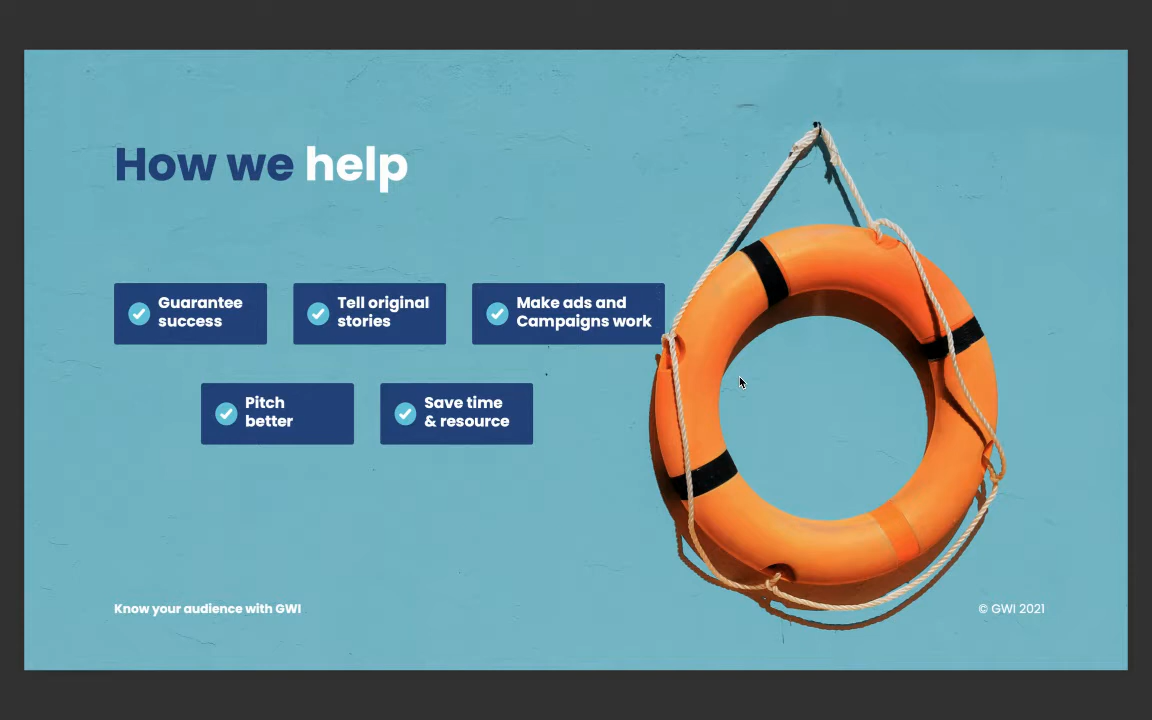 How we help
Guarantee
success
Tell original
stories
Make ads and
Campaigns work
Pitch
better
Save time
& resource
Know your audience with GWI
© GWI 2021